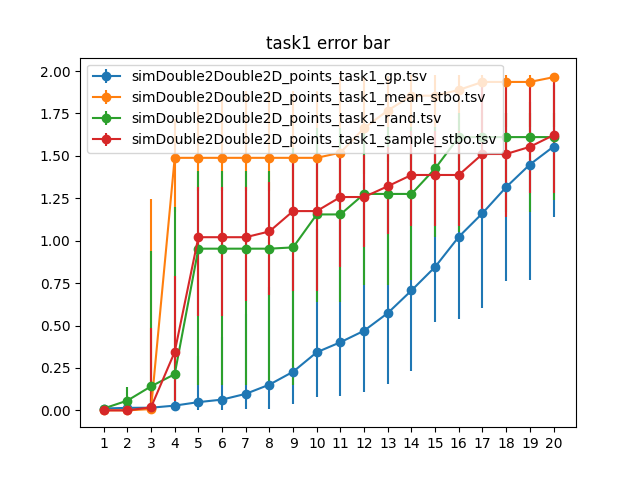 task1 error bar
simDouble2Double2D_points_task1_gp.tsv
simDouble2Double2D_points_task1_mean_stbo.tsv
simDouble2Double2D_points_task1_rand.tsv
simDouble2Double2D_points_task1_sample_stbo.tsv
2.00
1.75
1.50
1.25
1.00
0.75
0.50
0.25
0.00
1 2 3 4 5 6 7 8 9 10 11 12 13 14 15 16 17 18 19 20